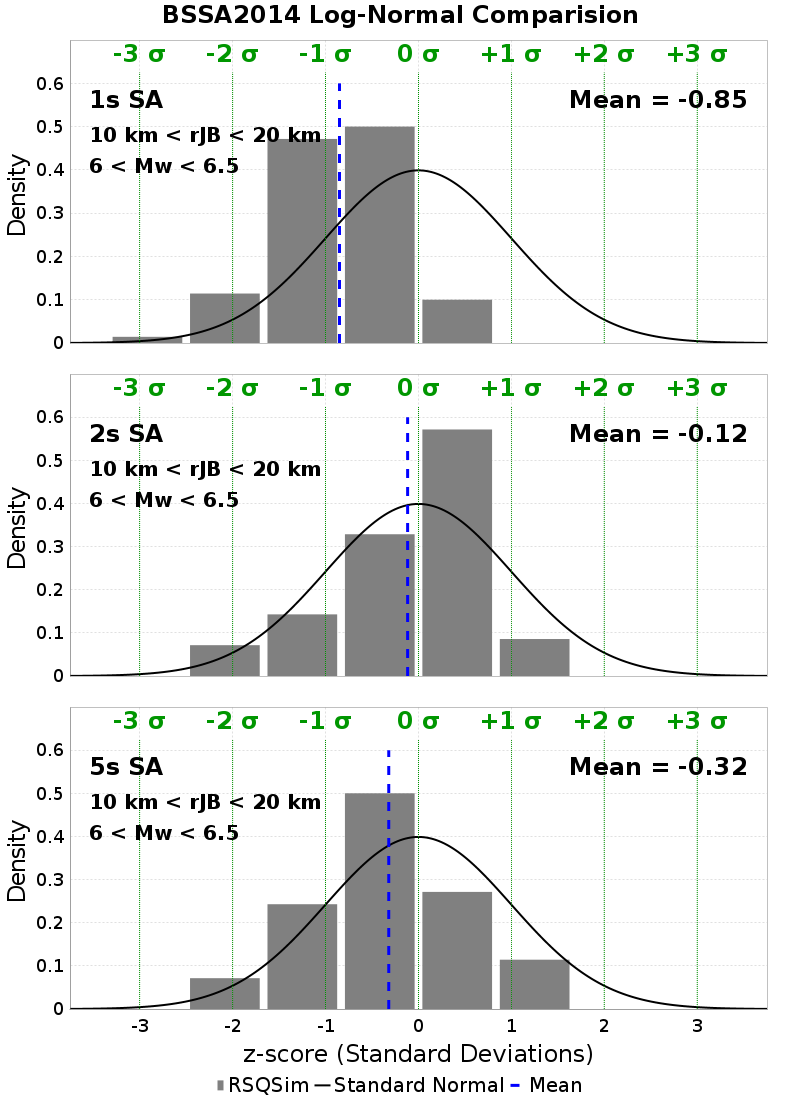 BSSA2014 Log-Normal Comparision
-3 σ -2 σ -1 σ 0 σ +1 σ +2 σ +3 σ
0.6
1s SA Mean = -0.85
0.5
10 km < rJB < 20 km
6 < Mw < 6.5
0.4
Density
0.3
0.2
0.1
0
-3 σ -2 σ -1 σ 0 σ +1 σ +2 σ +3 σ
0.6
2s SA Mean = -0.12
0.5
10 km < rJB < 20 km
6 < Mw < 6.5
0.4
Density
0.3
0.2
0.1
0
-3 σ -2 σ -1 σ 0 σ +1 σ +2 σ +3 σ
0.6
5s SA Mean = -0.32
0.5
10 km < rJB < 20 km
6 < Mw < 6.5
0.4
Density
0.3
0.2
0.1
0
-3 -2 -1 0 1 2 3
z-score (Standard Deviations)
RSQSim Standard Normal Mean